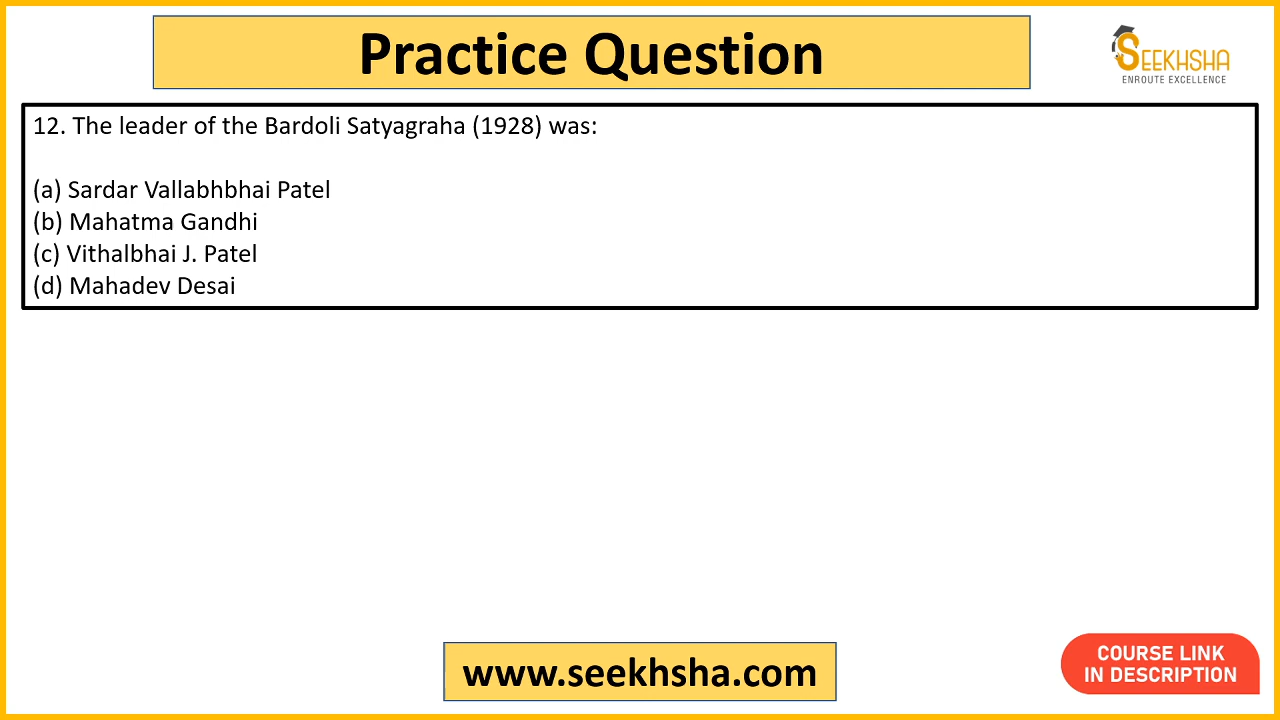 Practice Question
SEEKHSHA
ENROUTE EXCELLENCE
12. The leader of the Bardoli Satyagraha (1928) was:
(a) Sardar Vallabhbhai Patel
(b) Mahatma Gandhi
(c) Vithalbhai J. Patel
(d) Mahadev Desai
www.seekhsha.com
COURSE LINK
IN DESCRIPTION